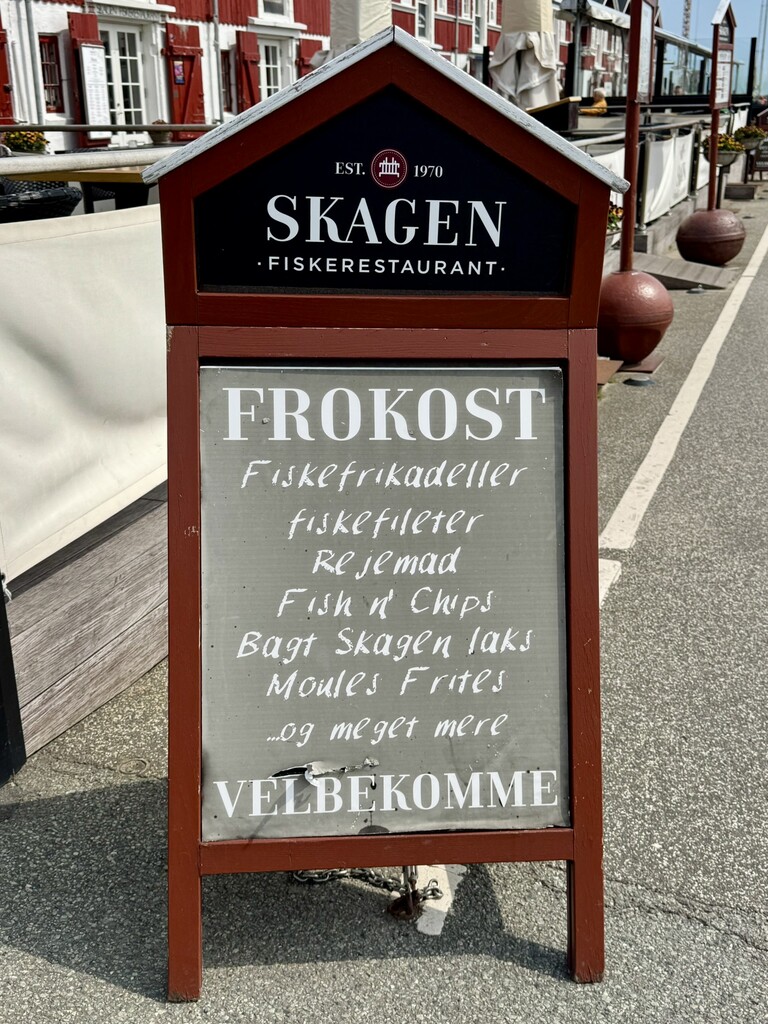 EST. 1970
SKAGEN
·FISKERESTAURANT·
FROKOST
Fiskefrikadeller
fiskefileter
Rejemad
Fish n' Chips
Bagt Skagen laks
Moules Frites
...og meget mere
VELBEKOMME